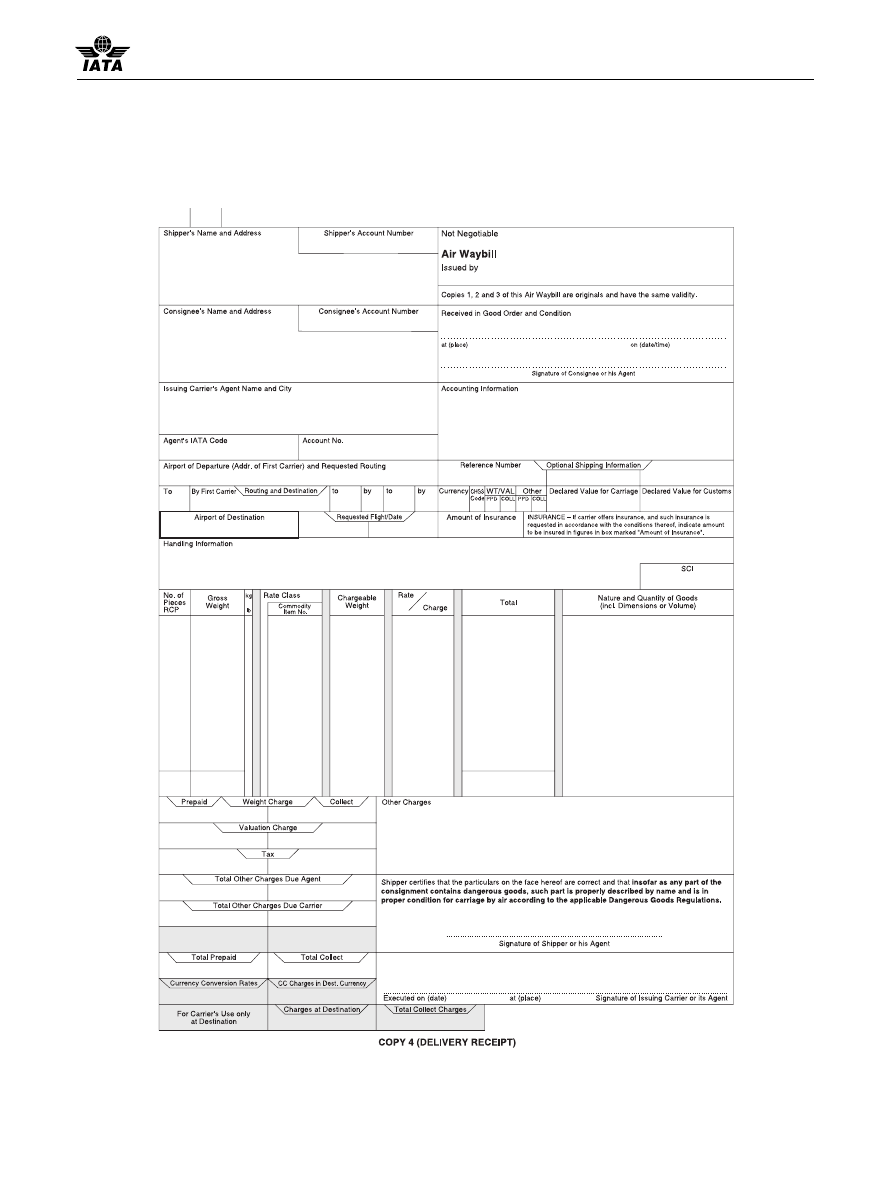 IATA
Shipper's Name and Address
Shipper's Account Number
Not Negotiable
Air Waybill
Issued by
Copies 1, 2 and 3 of this Air Waybill are originals and have the same validity.
Consignee's Name and Address
Consignee's Account Number
Received in Good Order and Condition
at (place)
on (date/time)
Signature of Consignee or his Agent
Issuing Carrier's Agent Name and City
Accounting Information
Agent's IATA Code
Account No.
Airport of Departure (Addr. of First Carrier) and Requested Routing
Reference Number
Optional Shipping Information
To
By First Carrier
Routing and Destination
to
by
to
by
Currency
CHGS
Code
WT/VAL
PPD
COLL
Other
PPD
COLL
Declared Value for Carriage
Declared Value for Customs
Airport of Destination
Requested Flight/Date
Amount of Insurance
INSURANCE – If carrier offers insurance, and such insurance is
requested in accordance with the conditions thereof, indicate amount
to be insured in figures in box marked "Amount of Insurance".
Handling Information
SCI
No. of
Pieces
RCP
Gross
Weight
kg
lb
Rate Class
Commodity
Item No.
Chargeable
Weight
Rate
Charge
Total
Nature and Quantity of Goods
(incl. Dimensions or Volume)
Prepaid
Weight Charge
Collect
Other Charges
Valuation Charge
Tax
Total Other Charges Due Agent
Shipper certifies that the particulars on the face hereof are correct and that insofar as any part of the
consignment contains dangerous goods, such part is properly described by name and is in
proper condition for carriage by air according to the applicable Dangerous Goods Regulations.
Total Other Charges Due Carrier
Signature of Shipper or his Agent
Total Prepaid
Total Collect
Currency Conversion Rates
CC Charges in Dest. Currency
Executed on (date)
at (place)
Signature of Issuing Carrier or its Agent
For Carrier's Use only
at Destination
Charges at Destination
Total Collect Charges
COPY 4 (DELIVERY RECEIPT)